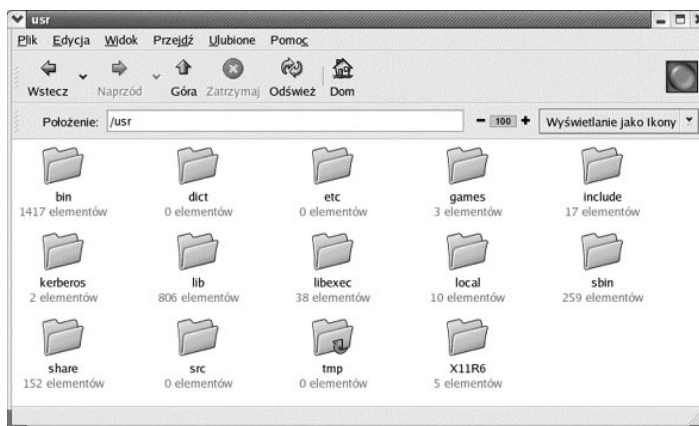 usr
Plik Edycja Widok Przejdź Ulubione Pomoc
Wstecz Naprzód Góra Zatrzymaj Odśwież Dom
Położenie: /usr 100 Wyświetlanie jako Ikony
bin dict etc games include
1417 elementów 0 elementów 0 elementów 3 elementów 17 elementów
kerberos lib libexec local sbin
2 elementów 806 elementów 38 elementów 10 elementów 259 elementów
share src tmp X11R6
152 elementów 0 elementów 0 elementów 5 elementów